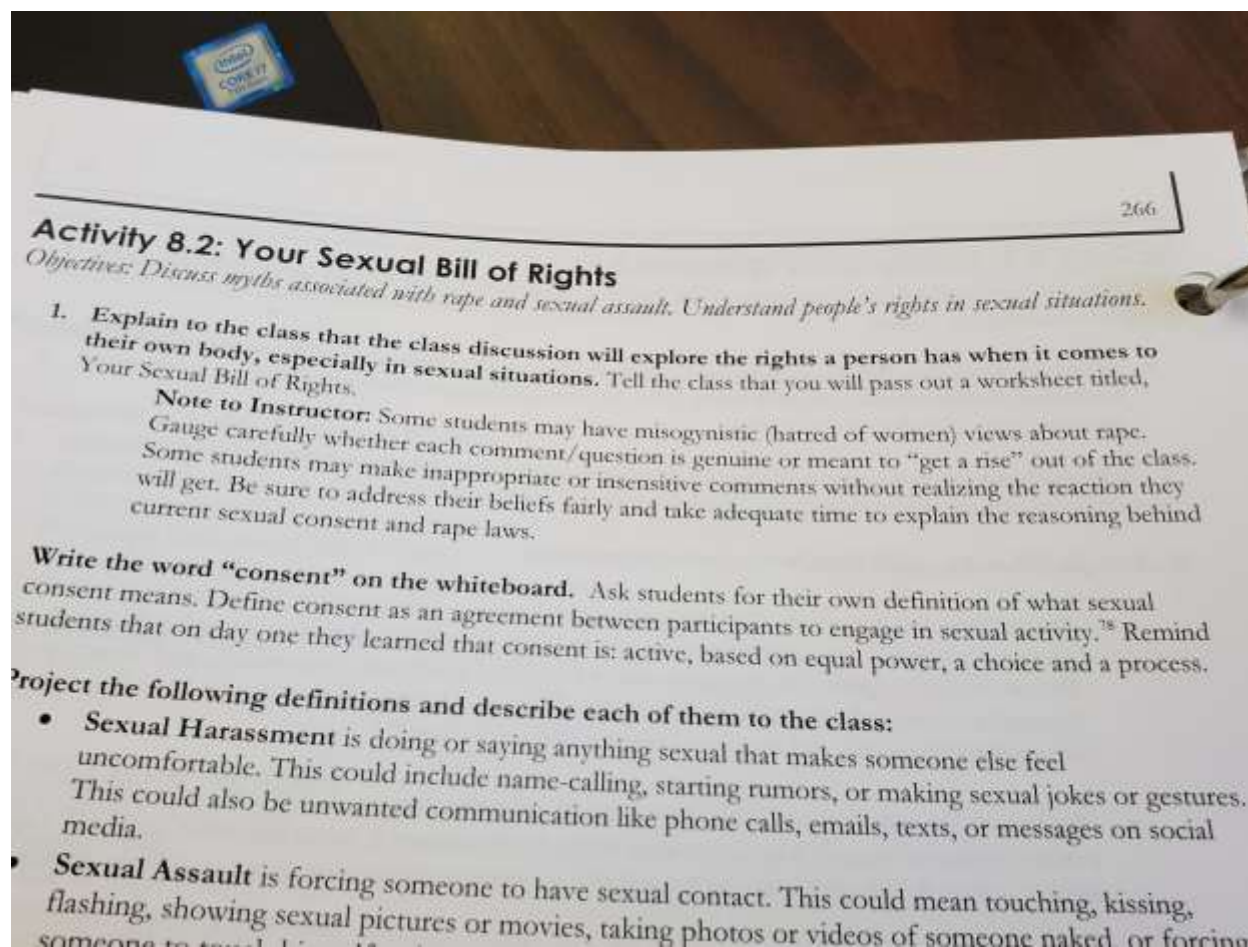 intel
CORE i7
266
Activity 8.2: Your Sexual Bill of Rights
Objectives: Discuss myths associated with rape and sexual assault. Understand people's rights in sexual situations.
1. Explain to the class that the class discussion will explore the rights a person has when it comes to
their own body, especially in sexual situations. Tell the class that you will pass out a worksheet titled,
Your Sexual Bill of Rights.
Note to Instructor: Some students may have misogynistic (hatred of women) views about rape.
Gauge carefully whether each comment/question is genuine or meant to "get a rise" out of the class.
Some students may make inappropriate or insensitive comments without realizing the reaction they
will get. Be sure to address their beliefs fairly and take adequate time to explain the reasoning behind
current sexual consent and rape laws.
Write the word "consent" on the whiteboard. Ask students for their own definition of what sexual
consent means. Define consent as an agreement between participants to engage in sexual activity.78 Remind
students that on day one they learned that consent is: active, based on equal power, a choice and a process.
Project the following definitions and describe each of them to the class:
• Sexual Harassment is doing or saying anything sexual that makes someone else feel
uncomfortable. This could include name-calling, starting rumors, or making sexual jokes or gestures.
This could also be unwanted communication like phone calls, emails, texts, or messages on social
media.
• Sexual Assault is forcing someone to have sexual contact. This could mean touching, kissing,
flashing, showing sexual pictures or movies, taking photos or videos of someone naked, or forcing
someone to touch